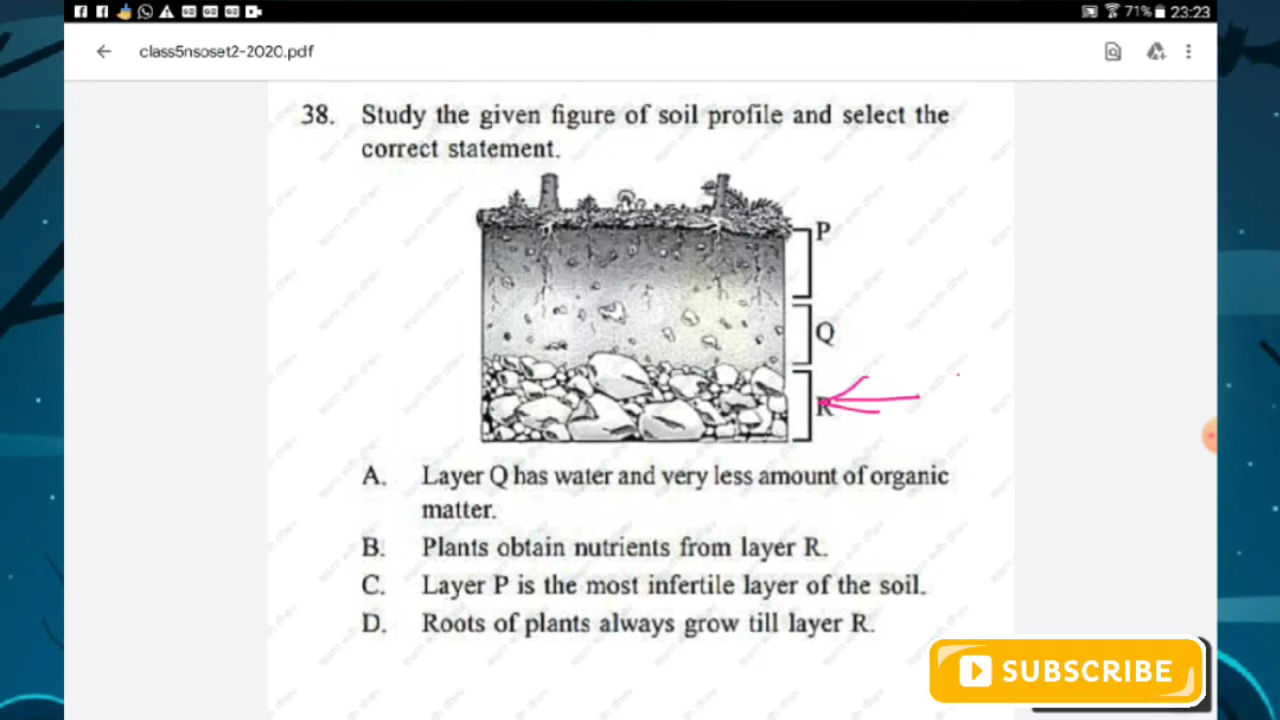 71% 23:23
class5nsoset2-2020.pdf
38. Study the given figure of soil profile and select the
correct statement.
P
Q
R
A. Layer Q has water and very less amount of organic
matter.
B. Plants obtain nutrients from layer R.
C. Layer P is the most infertile layer of the soil.
D. Roots of plants always grow till layer R.
SUBSCRIBE